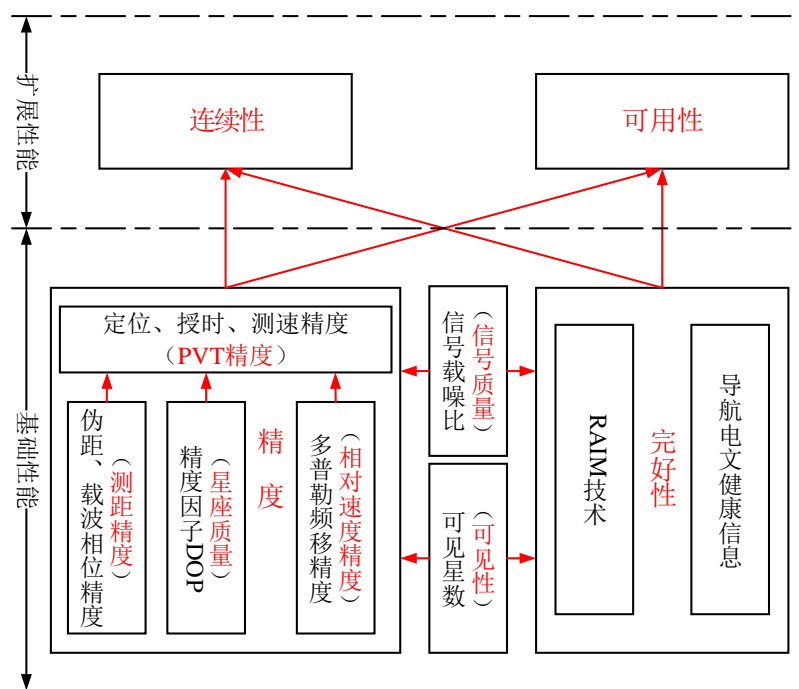 扩展性能
连续性
可用性
基础性能
定位、授时、测速精度
（PVT精度）
伪距、载波相位精度
（测距精度）
精度因子DOP
（星座质量）
精度
多普勒频移精度
（相对速度精度）
信号载噪比
（信号质量）
可见星数
（可见性）
RAIM技术
完好性
导航电文健康信息